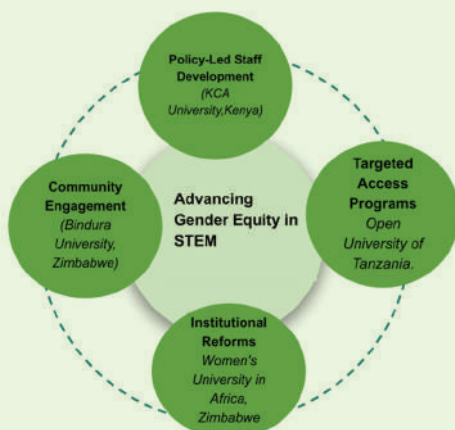 Policy-Led Staff
Development
(KCA
University,Kenya)
Community
Engagement
(Bindura
University,
Zimbabwe)
Advancing
Gender Equity in
STEM
Targeted
Access
Programs
Open
University of
Tanzania.
Institutional
Reforms
Women's
University in
Africa,
Zimbabwe